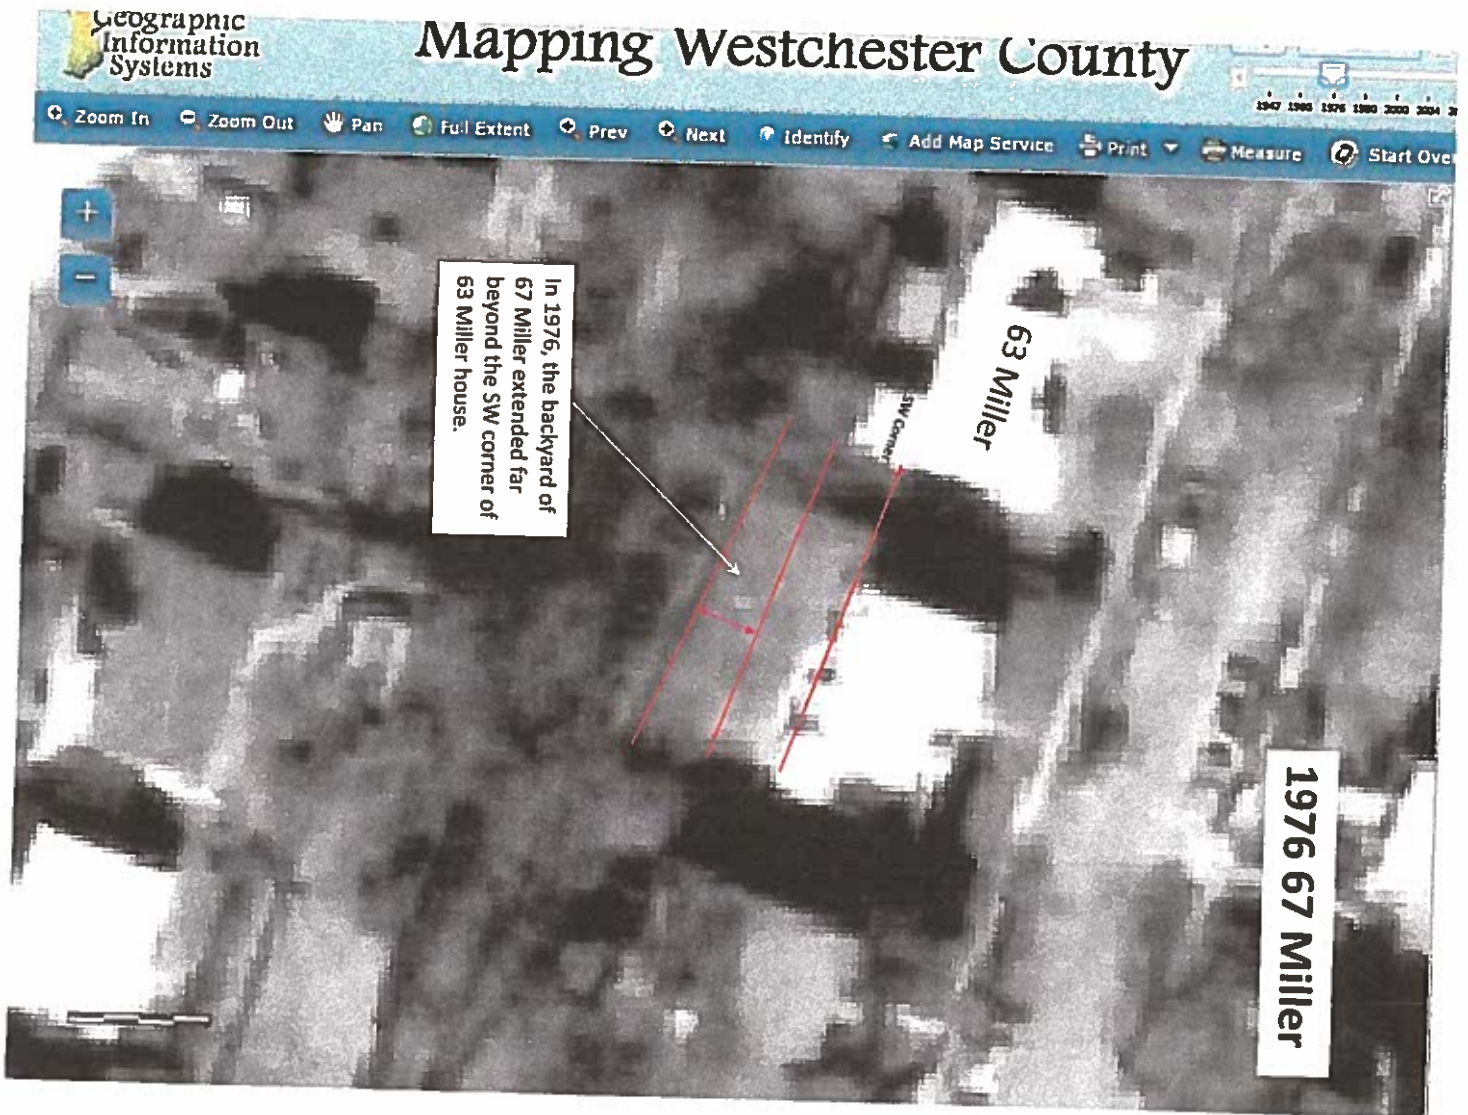 Geographic
Information
Systems
Mapping Westchester County
1947 1965 1976 1990 2000 2004
Zoom In Zoom Out Pan Full Extent Prev Next Identify Add Map Service Print Measure Start Over
+
−
In 1976, the backyard of
67 Miller extended far
beyond the SW corner of
63 Miller house.
63 Miller
SW Corner
1976 67 Miller